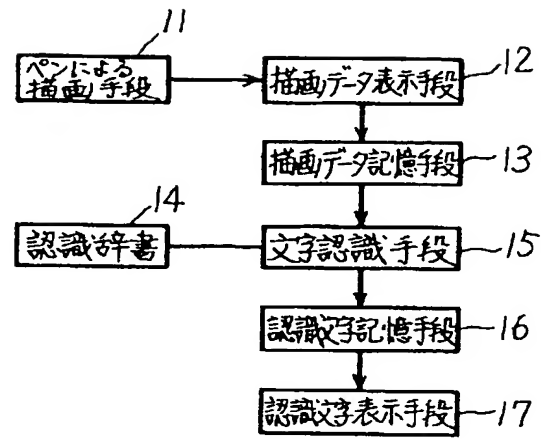 11
ペンによる
描画手段
12
描画データ表示手段
13
描画データ記憶手段
14
認識辞書
15
文字認識手段
16
認識文字記憶手段
17
認識文字表示手段